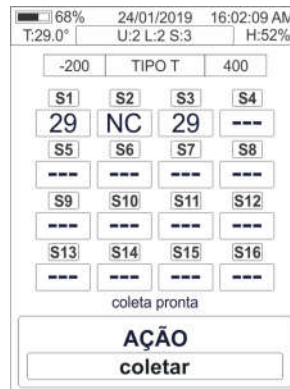 68% 24/01/2019 16:02:09 AM
T:29.0° U:2 L:2 S:3 H:52%
-200 TIPO T 400
S1 S2 S3 S4
29 NC 29 ---
S5 S6 S7 S8
--- --- --- ---
S9 S10 S11 S12
--- --- --- ---
S13 S14 S15 S16
--- --- --- ---
coleta pronta
AÇÃO
coletar